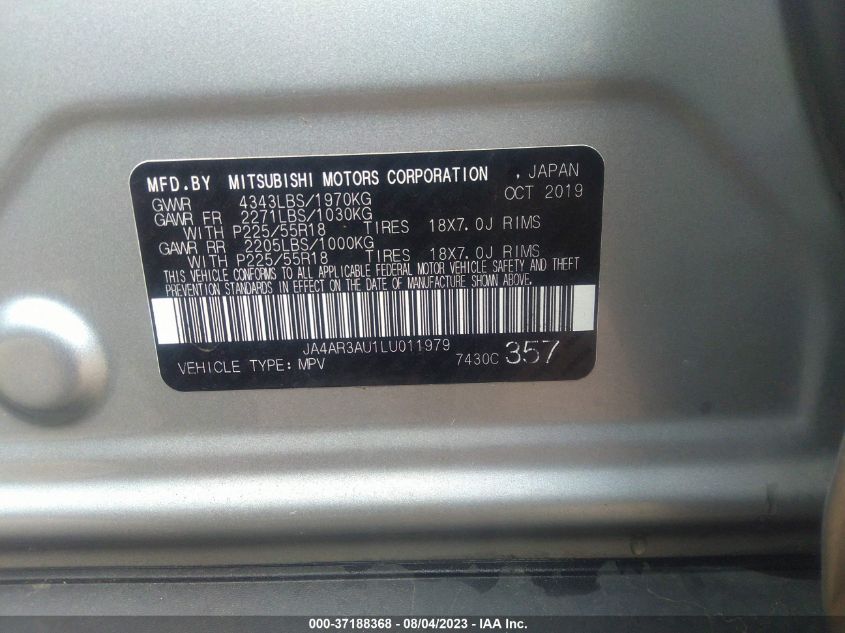 MFD.BY MITSUBISHI MOTORS CORPORATION , JAPAN
OCT 2019
GVWR 4343LBS/1970KG
GAWR FR 2271LBS/1030KG
WITH P225/55R18 TIRES 18X7.0J RIMS
GAWR RR 2205LBS/1000KG
WITH P225/55R18 TIRES 18X7.0J RIMS
THIS VEHICLE CONFORMS TO ALL APPLICABLE FEDERAL MOTOR VEHICLE SAFETY AND THEFT
PREVENTION STANDARDS IN EFFECT ON THE DATE OF MANUFACTURE SHOWN ABOVE.
JA4AR3AU1LU011979
VEHICLE TYPE: MPV 7430C 357
000-37188368 - 08/04/2023 - IAA Inc.